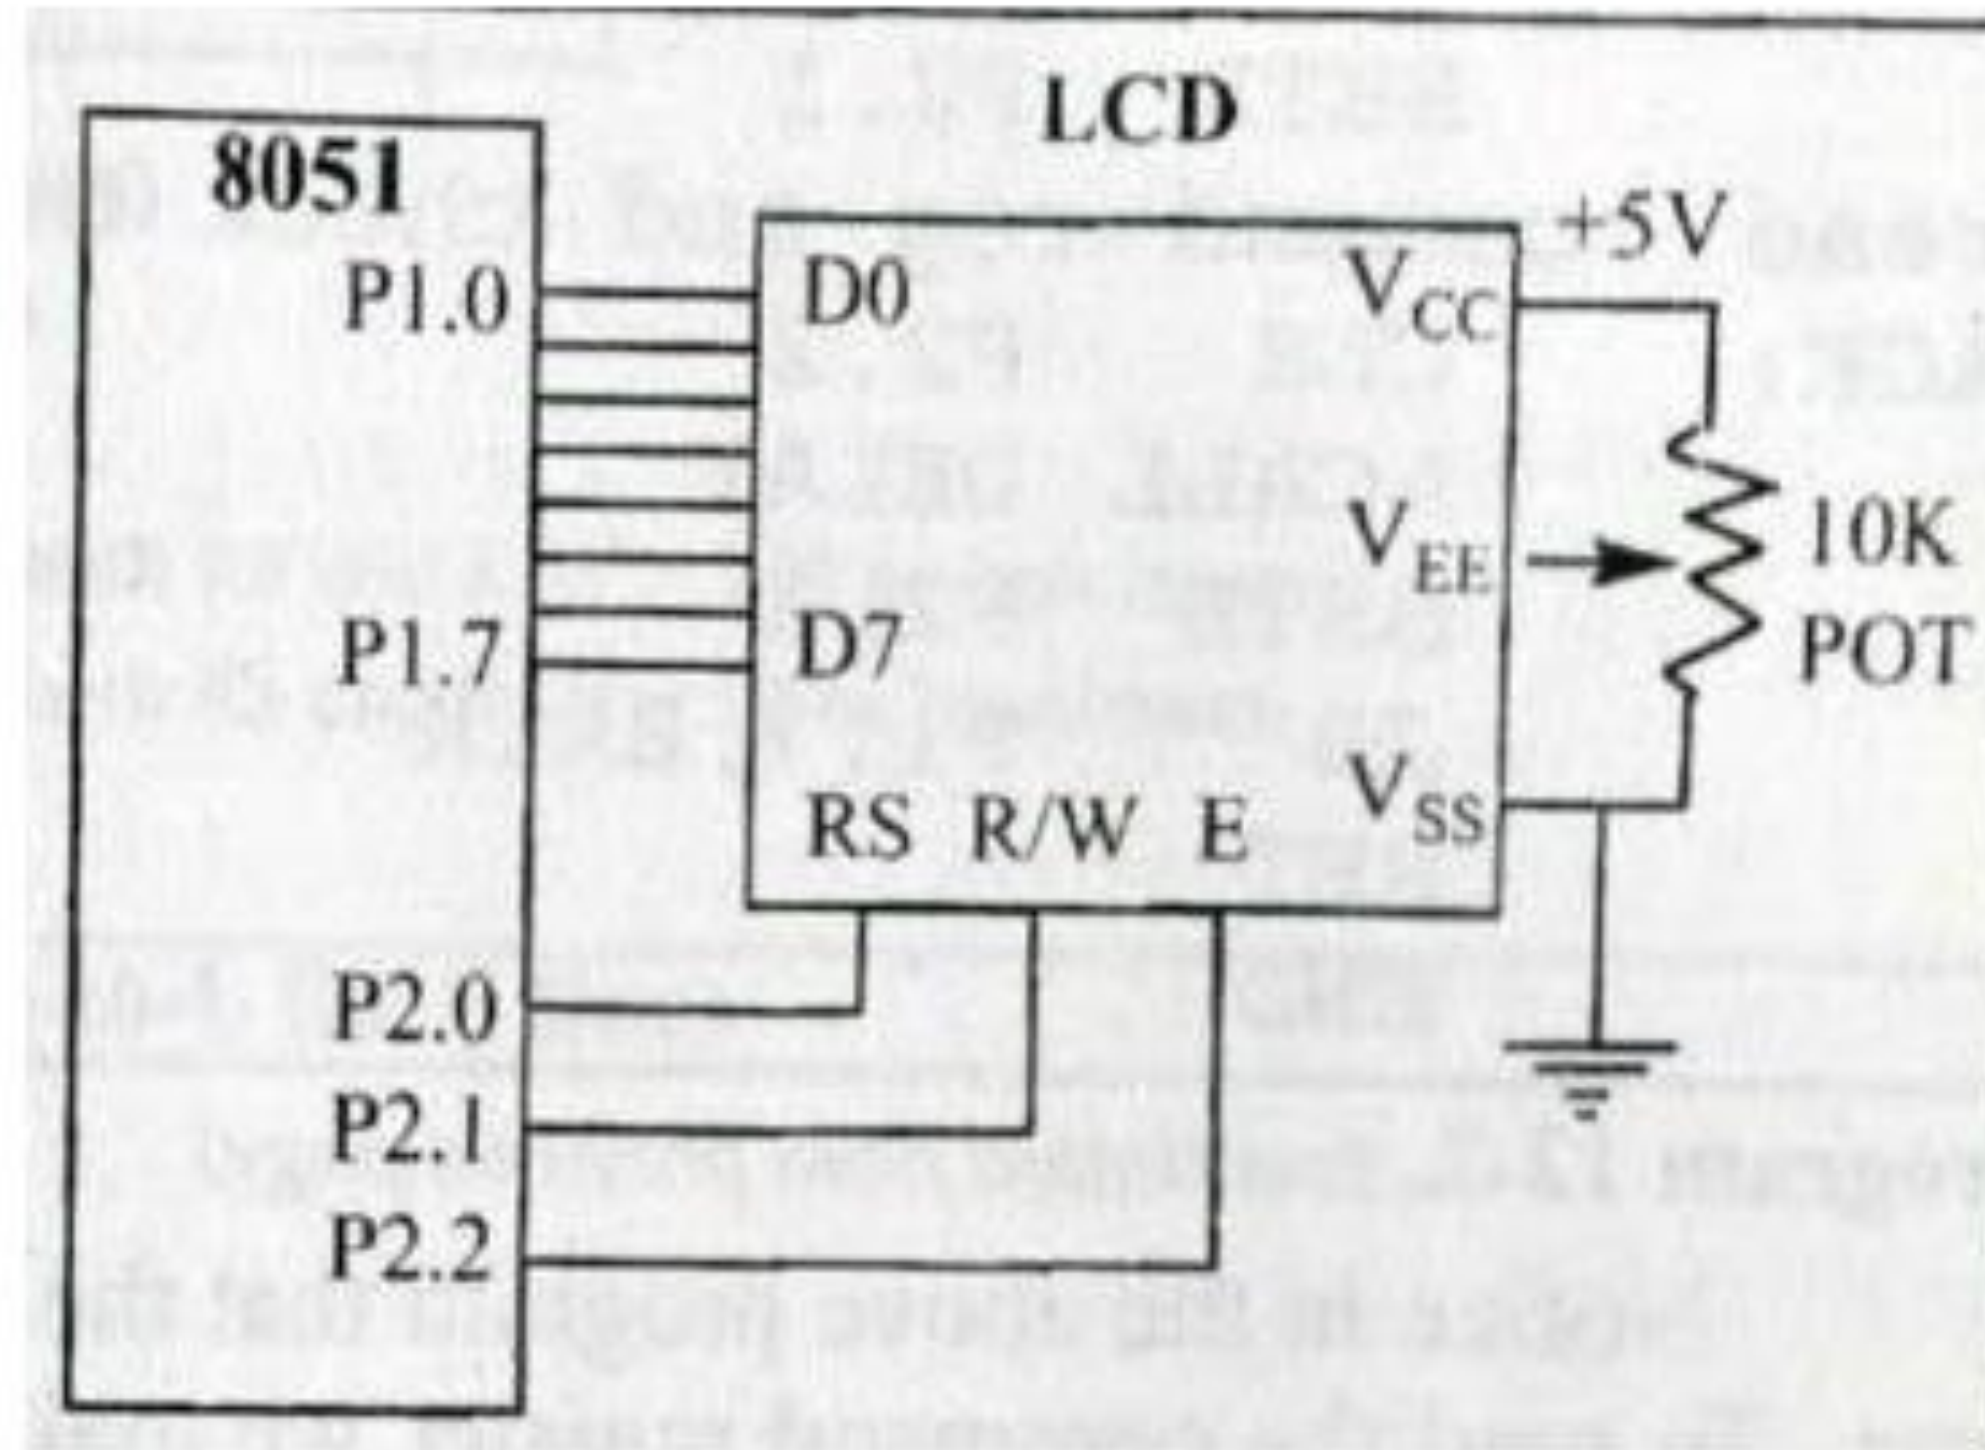 LCD
8051
+5V
P1.0
D0
VCC
VEE
10K
POT
P1.7
D7
RS R/W E
VSS
P2.0
P2.1
P2.2